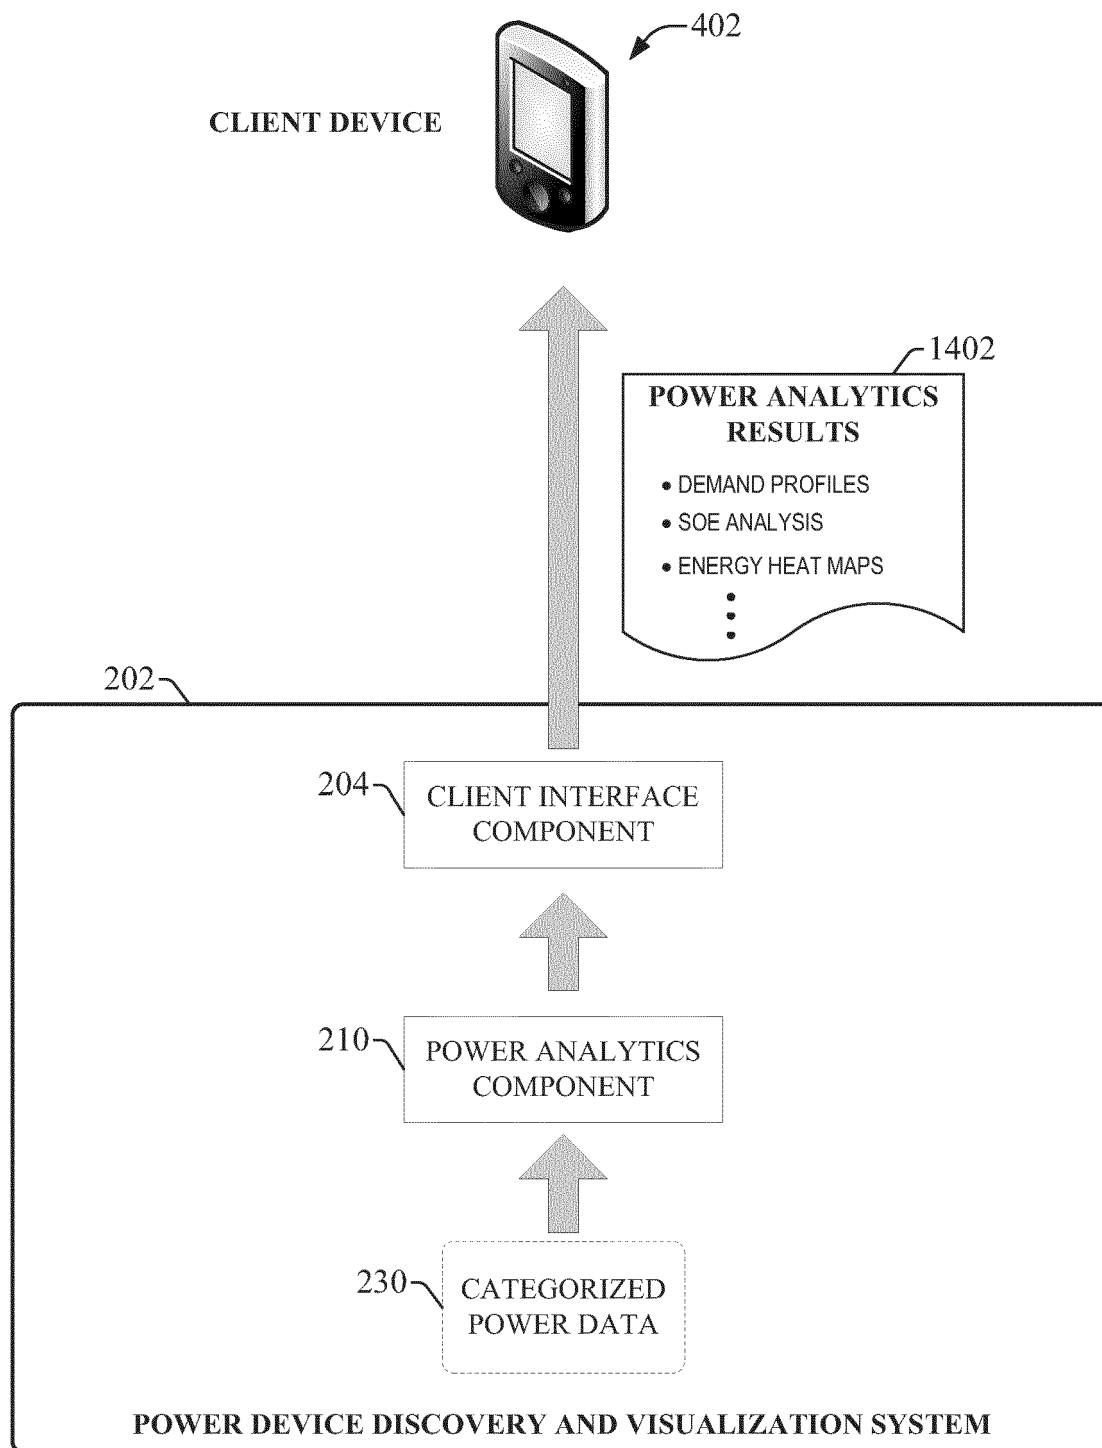 402
CLIENT DEVICE
1402
POWER ANALYTICS
RESULTS
• DEMAND PROFILES
• SOE ANALYSIS
• ENERGY HEAT MAPS
202
204
CLIENT INTERFACE
COMPONENT
210
POWER ANALYTICS
COMPONENT
230
CATEGORIZED
POWER DATA
POWER DEVICE DISCOVERY AND VISUALIZATION SYSTEM